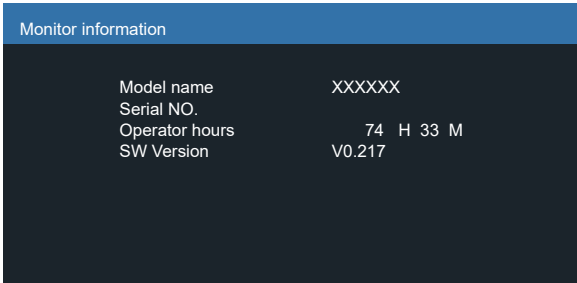 Monitor information
Model name XXXXXX
Serial NO.
Operator hours 74 H 33 M
SW Version V0.217